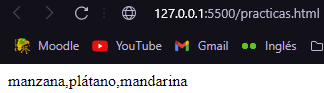 127.0.0.1:5500/practicas.html
Moodle YouTube Gmail Inglés
manzana,plátano,mandarina